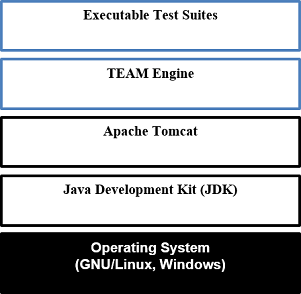 Executable Test Suites
TEAM Engine
Apache Tomcat
Java Development Kit (JDK)
Operating System
(GNU/Linux, Windows)